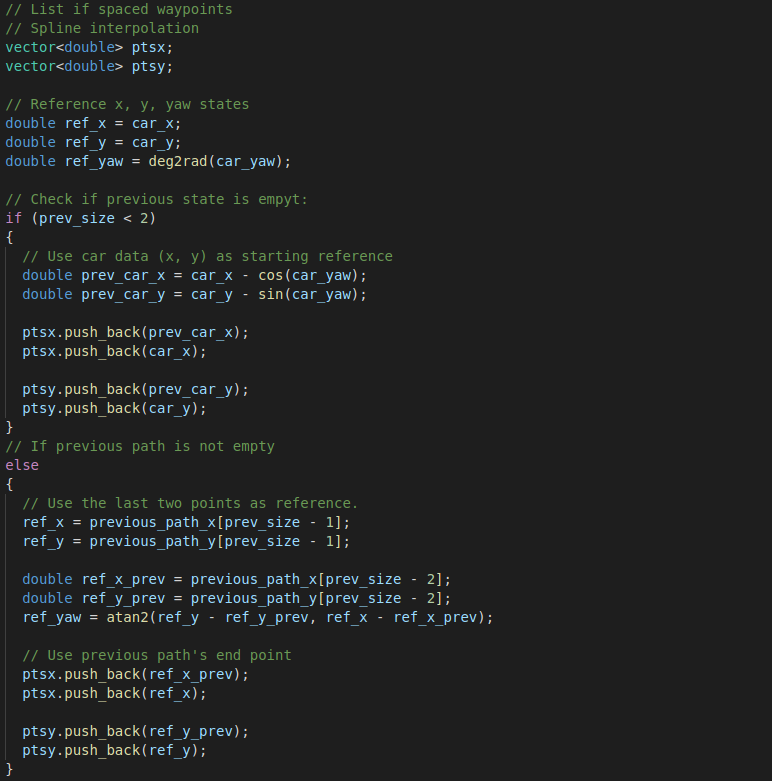 // List if spaced waypoints
// Spline interpolation
vector<double> ptsx;
vector<double> ptsy;
// Reference x, y, yaw states
double ref_x = car_x;
double ref_y = car_y;
double ref_yaw = deg2rad(car_yaw);
// Check if previous state is empyt:
if (prev_size < 2)
{
// Use car data (x, y) as starting reference
double prev_car_x = car_x - cos(car_yaw);
double prev_car_y = car_y - sin(car_yaw);
ptsx.push_back(prev_car_x);
ptsx.push_back(car_x);
ptsy.push_back(prev_car_y);
ptsy.push_back(car_y);
}
// If previous path is not empty
else
{
// Use the last two points as reference.
ref_x = previous_path_x[prev_size - 1];
ref_y = previous_path_y[prev_size - 1];
double ref_x_prev = previous_path_x[prev_size - 2];
double ref_y_prev = previous_path_y[prev_size - 2];
ref_yaw = atan2(ref_y - ref_y_prev, ref_x - ref_x_prev);
// Use previous path's end point
ptsx.push_back(ref_x_prev);
ptsx.push_back(ref_x);
ptsy.push_back(ref_y_prev);
ptsy.push_back(ref_y);
}